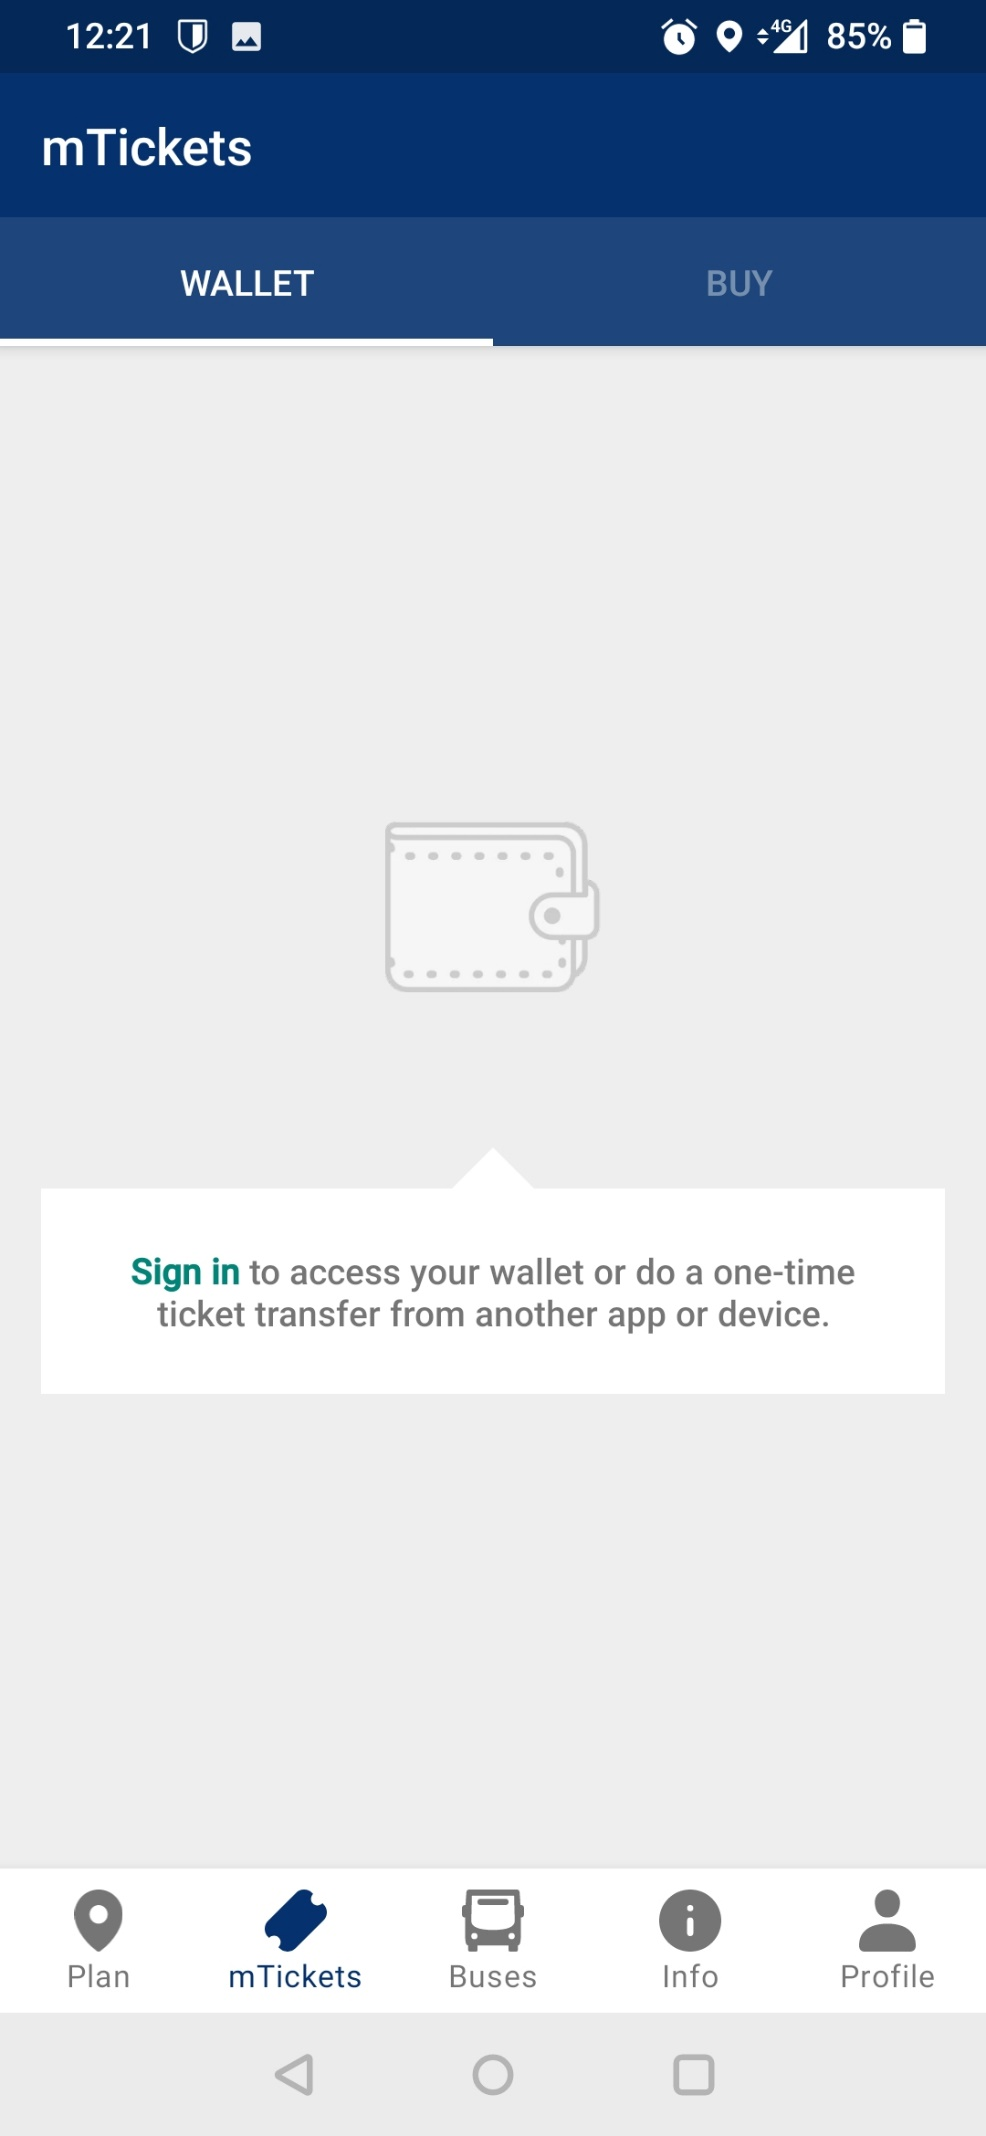 12:21
4G
85%
mTickets
WALLET
BUY
Sign in to access your wallet or do a one-time
ticket transfer from another app or device.
Plan
mTickets
Buses
Info
Profile